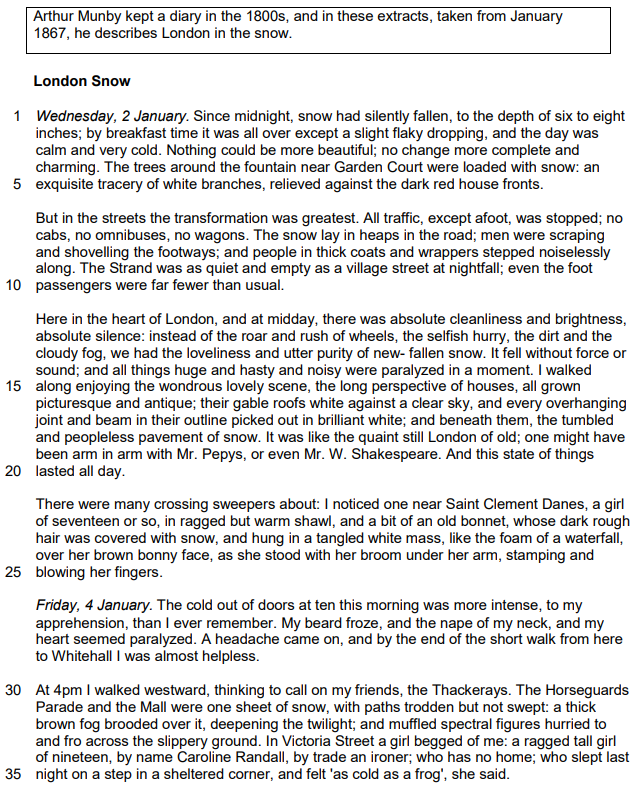 Arthur Munby kept a diary in the 1800s, and in these extracts, taken from January
1867, he describes London in the snow.
London Snow
1 Wednesday, 2 January. Since midnight, snow had silently fallen, to the depth of six to eight
inches; by breakfast time it was all over except a slight flaky dropping, and the day was
calm and very cold. Nothing could be more beautiful; no change more complete and
charming. The trees around the fountain near Garden Court were loaded with snow: an
5 exquisite tracery of white branches, relieved against the dark red house fronts.
But in the streets the transformation was greatest. All traffic, except afoot, was stopped; no
cabs, no omnibuses, no wagons. The snow lay in heaps in the road; men were scraping
and shovelling the footways; and people in thick coats and wrappers stepped noiselessly
along. The Strand was as quiet and empty as a village street at nightfall; even the foot
10 passengers were far fewer than usual.
Here in the heart of London, and at midday, there was absolute cleanliness and brightness,
absolute silence: instead of the roar and rush of wheels, the selfish hurry, the dirt and the
cloudy fog, we had the loveliness and utter purity of new- fallen snow. It fell without force or
sound; and all things huge and hasty and noisy were paralyzed in a moment. I walked
15 along enjoying the wondrous lovely scene, the long perspective of houses, all grown
picturesque and antique; their gable roofs white against a clear sky, and every overhanging
joint and beam in their outline picked out in brilliant white; and beneath them, the tumbled
and peopleless pavement of snow. It was like the quaint still London of old; one might have
been arm in arm with Mr. Pepys, or even Mr. W. Shakespeare. And this state of things
20 lasted all day.
There were many crossing sweepers about: I noticed one near Saint Clement Danes, a girl
of seventeen or so, in ragged but warm shawl, and a bit of an old bonnet, whose dark rough
hair was covered with snow, and hung in a tangled white mass, like the foam of a waterfall,
over her brown bonny face, as she stood with her broom under her arm, stamping and
25 blowing her fingers.
Friday, 4 January. The cold out of doors at ten this morning was more intense, to my
apprehension, than I ever remember. My beard froze, and the nape of my neck, and my
heart seemed paralyzed. A headache came on, and by the end of the short walk from here
to Whitehall I was almost helpless.
30 At 4pm I walked westward, thinking to call on my friends, the Thackerays. The Horseguards
Parade and the Mall were one sheet of snow, with paths trodden but not swept: a thick
brown fog brooded over it, deepening the twilight; and muffled spectral figures hurried to
and fro across the slippery ground. In Victoria Street a girl begged of me: a ragged tall girl
of nineteen, by name Caroline Randall, by trade an ironer; who has no home; who slept last
35 night on a step in a sheltered corner, and felt 'as cold as a frog', she said.